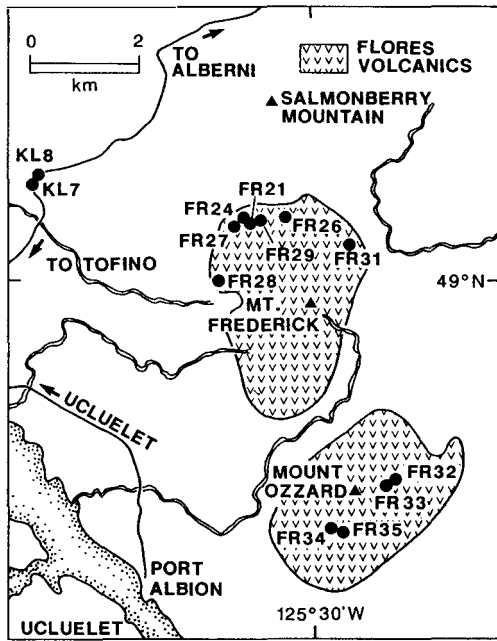 0 2
km
TO
ALBERNI
FLORES
VOLCANICS
SALMONBERRY
MOUNTAIN
KL8
KL7
FR21
FR24
FR26
FR27
FR29
FR31
TO TOFINO
FR28
49°N
MT.
FREDERICK
UCLUELET
MOUNT
OZZARD
FR32
FR33
FR34
FR35
PORT
ALBION
125°30'W
UCLUELET